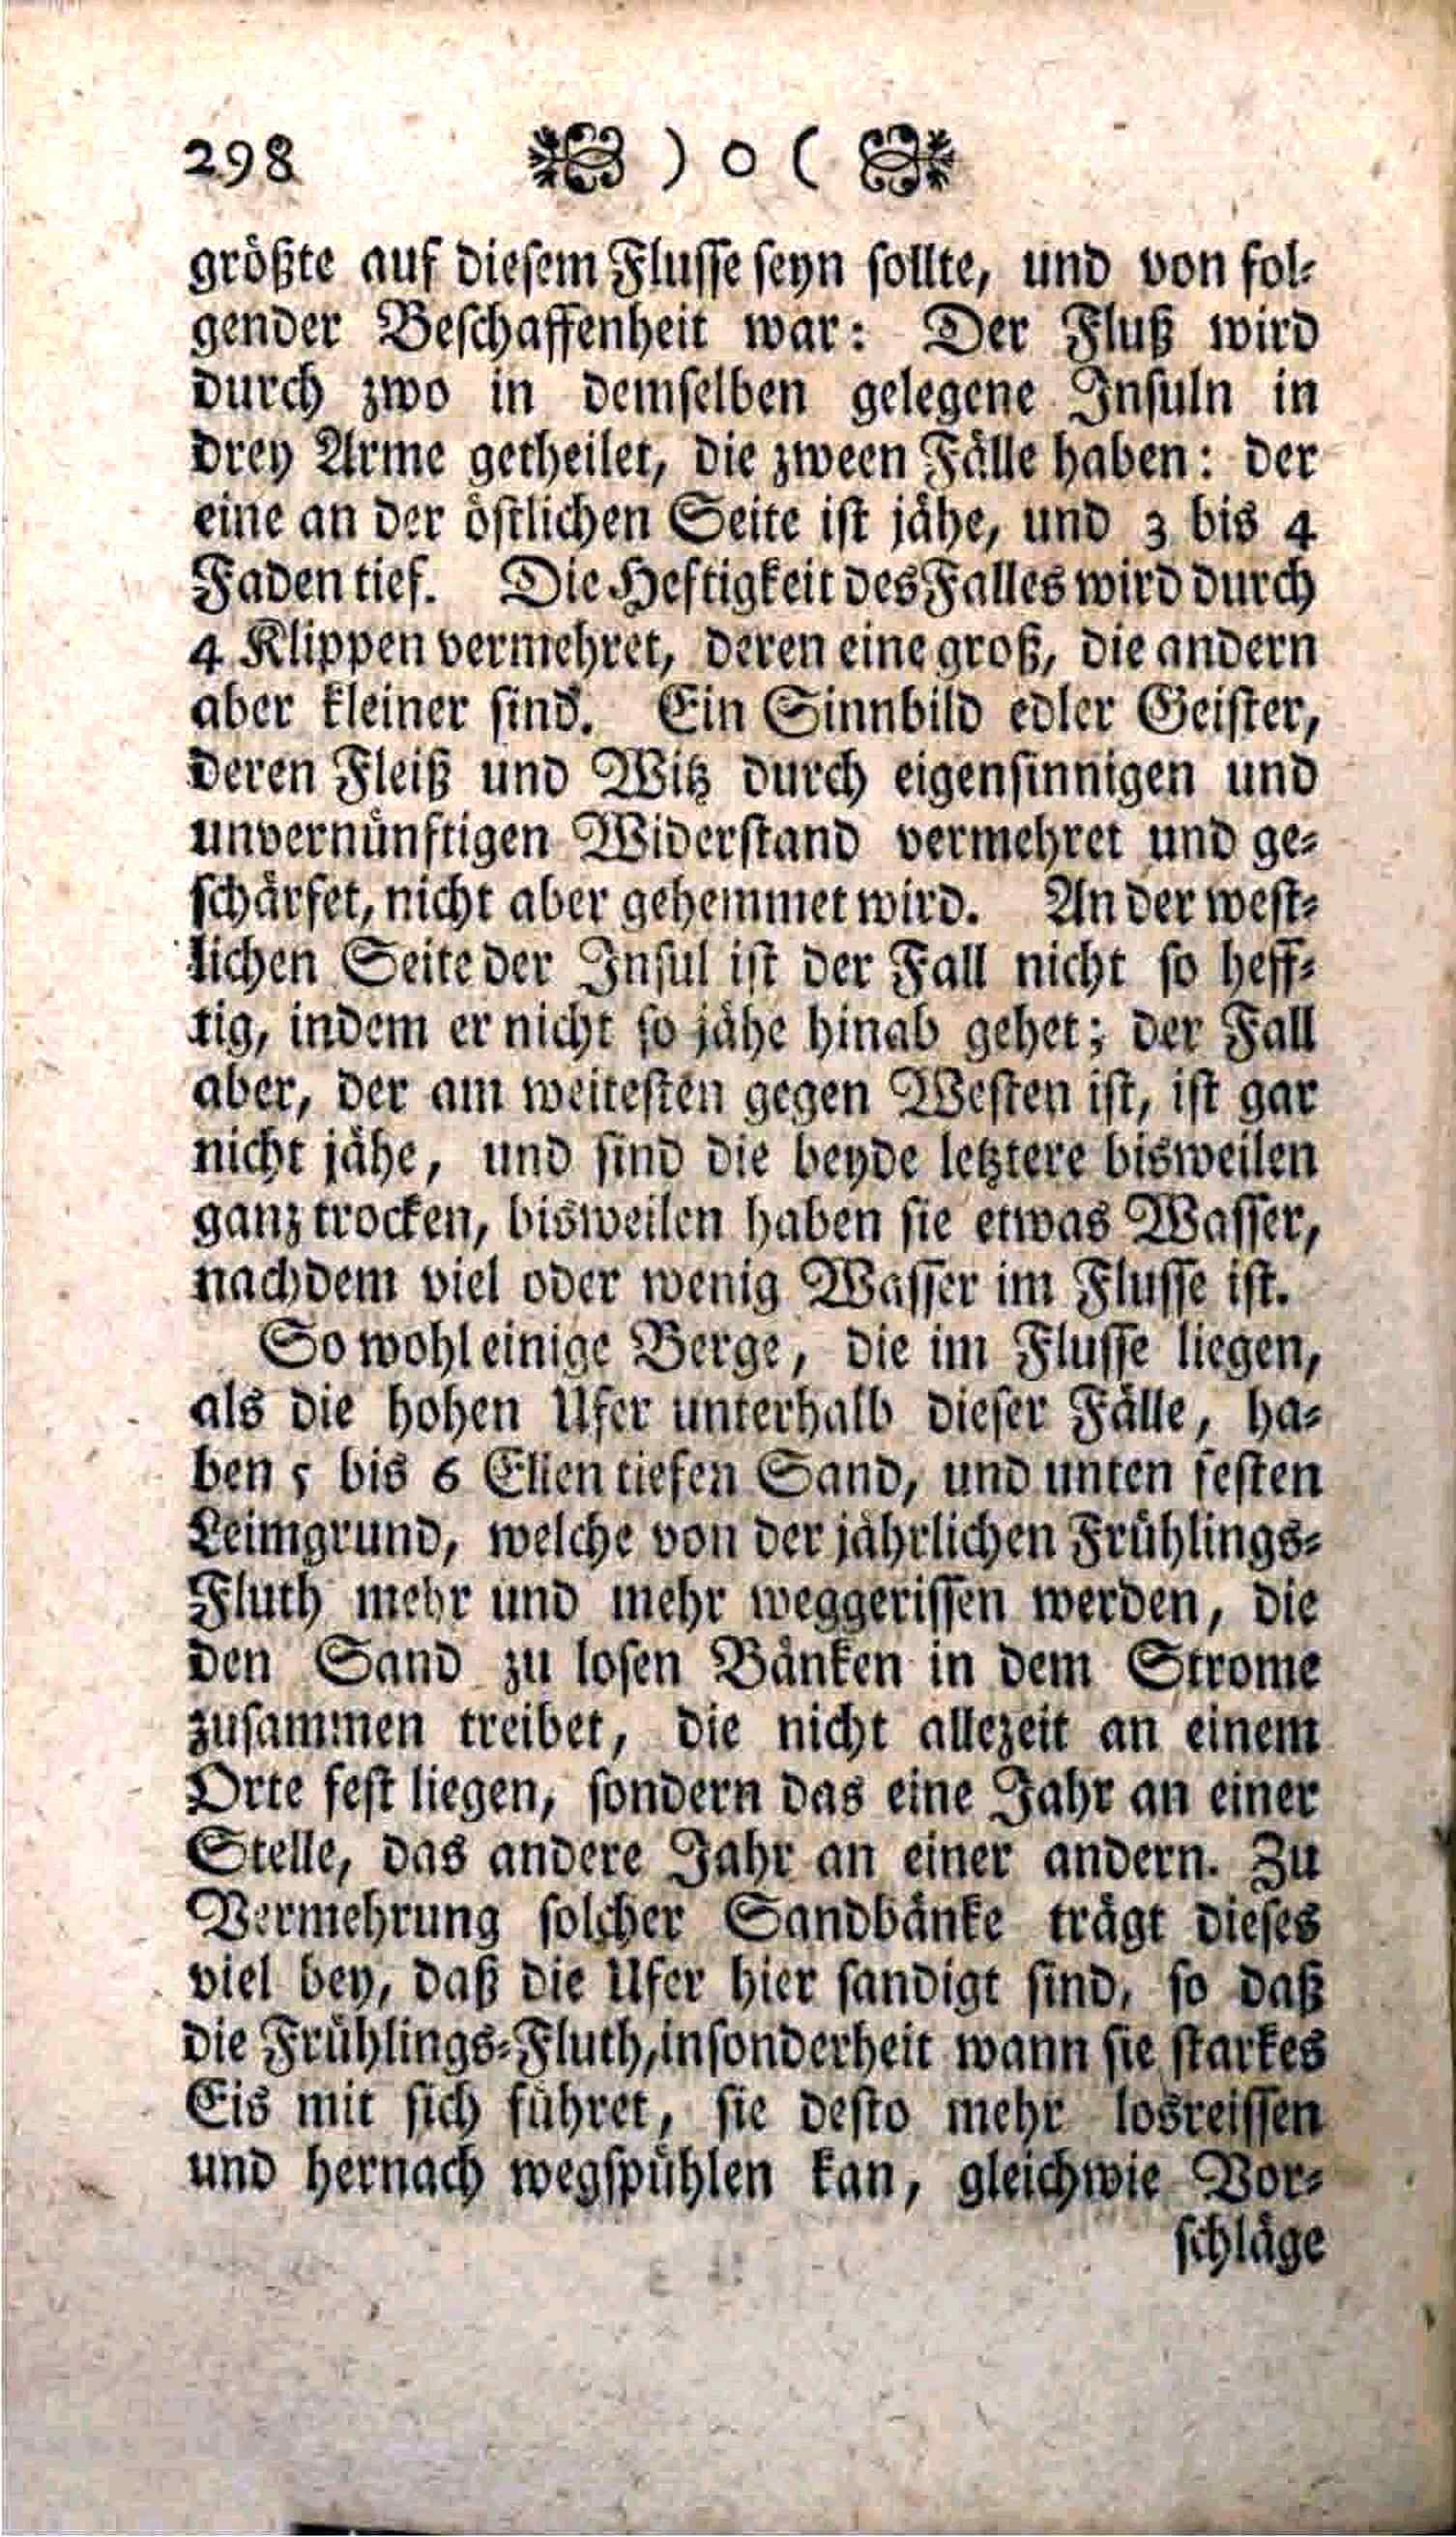 298 ) o (
größte auf diesem Flusse seyn sollte, und von fol-
gender Beschaffenheit war: Der Fluß wird
durch zwo in demselben gelegene Insuln in
drey Arme getheilet, die zween Fälle haben: der
eine an der östlichen Seite ist jähe, und 3 bis 4
Faden tief. Die Heftigkeit des Falles wird durch
4 Klippen vermehret, deren eine groß, die andern
aber kleiner sind. Ein Sinnbild edler Geister,
deren Fleiß und Witz durch eigensinnigen und
unvernünftigen Widerstand vermehret und ge-
schärfet, nicht aber gehemmet wird. An der west-
lichen Seite der Insul ist der Fall nicht so heff-
tig, indem er nicht so jähe hinab gehet; der Fall
aber, der am weitesten gegen Westen ist, ist gar
nicht jähe, und sind die beyde letztere bisweilen
ganz trocken, bisweilen haben sie etwas Wasser,
nachdem viel oder wenig Wasser im Flusse ist.
So wohl einige Berge, die im Flusse liegen,
als die hohen Ufer unterhalb dieser Fälle, ha-
ben 5 bis 6 Ellen tiefen Sand, und unten festen
Leimgrund, welche von der jährlichen Frühlings-
Fluth mehr und mehr weggerissen werden, die
den Sand zu losen Bänken in dem Strome
zusammen treibet, die nicht allezeit an einem
Orte fest liegen, sondern das eine Jahr an einer
Stelle, das andere Jahr an einer andern. Zu
Vermehrung solcher Sandbänke trägt dieses
viel bey, daß die Ufer hier sandigt sind, so daß
die Frühlings-Fluth, insonderheit wann sie starkes
Eis mit sich führet, sie desto mehr losreissen
und hernach wegspühlen kan, gleichwie Vor-
schläge